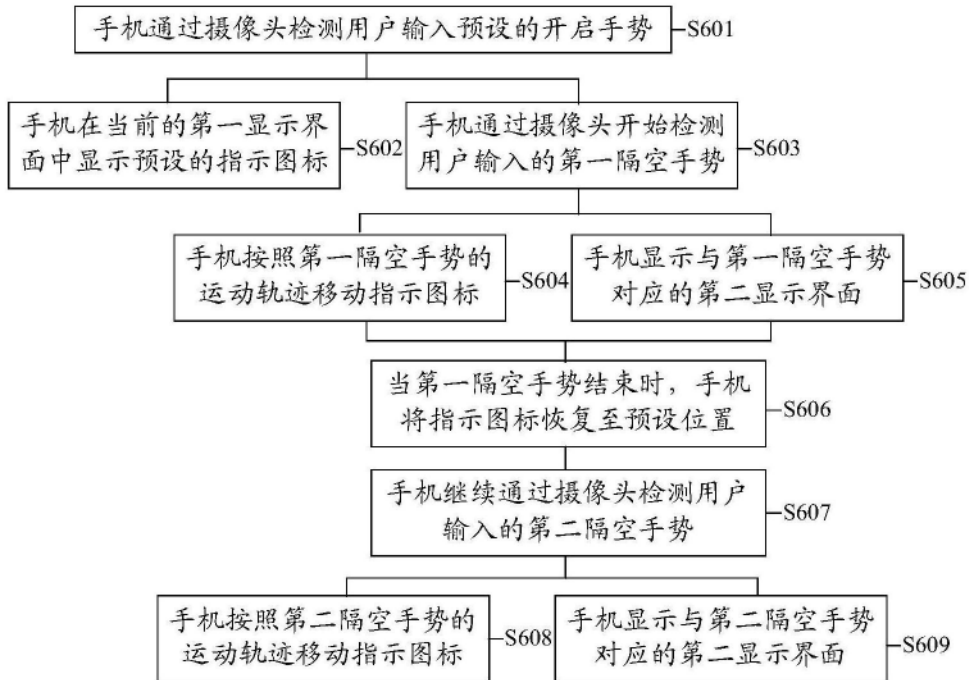 手机通过摄像头检测用户输入预设的开启手势
S601
手机在当前的第一显示界
面中显示预设的指示图标
S602
手机通过摄像头开始检测
用户输入的第一隔空手势
S603
手机按照第一隔空手势的
运动轨迹移动指示图标
S604
手机显示与第一隔空手势
对应的第二显示界面
S605
当第一隔空手势结束时，手机
将指示图标恢复至预设位置
S606
手机继续通过摄像头检测用户
输入的第二隔空手势
S607
手机按照第二隔空手势的
运动轨迹移动指示图标
S608
手机显示与第二隔空手势
对应的第二显示界面
S609